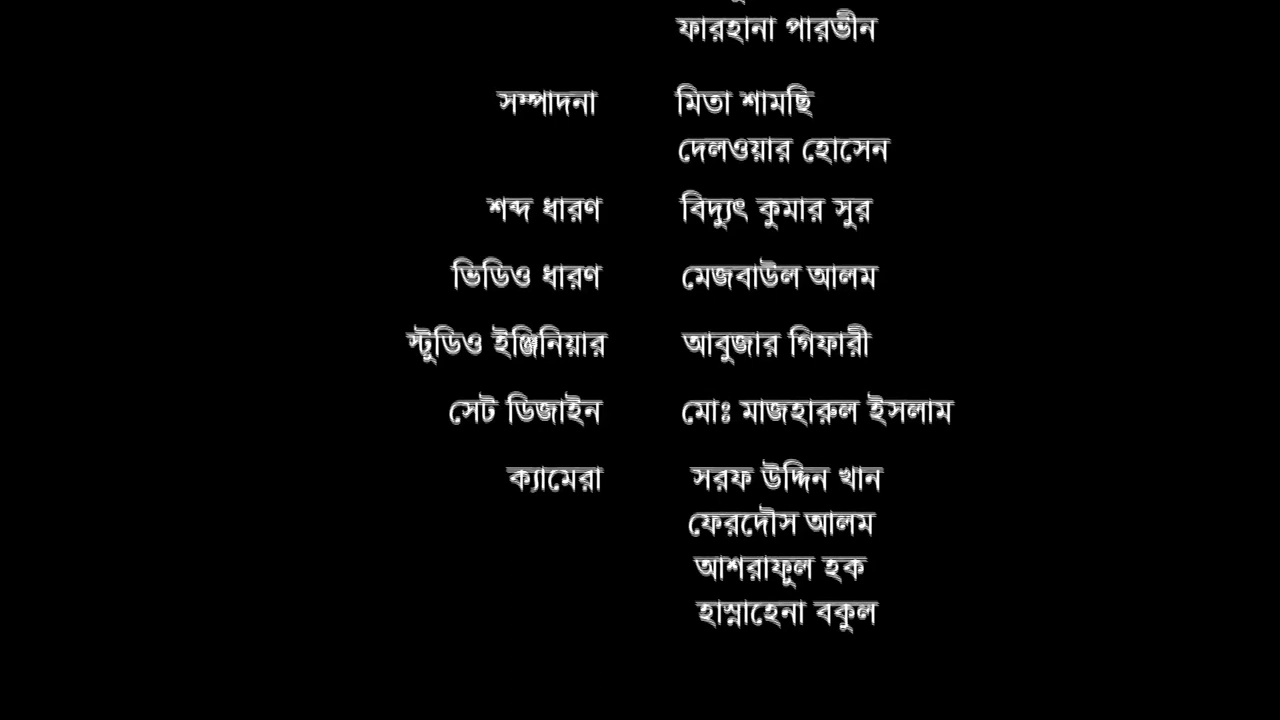 ফারহানা পারভীন
সম্পাদনা মিতা শামছি
দেলওয়ার হোসেন
শব্দ ধারণ বিদ্যুৎ কুমার সুর
ভিডিও ধারণ মেজবাউল আলম
স্টুডিও ইঞ্জিনিয়ার আবুজার গিফারী
সেট ডিজাইন মোঃ মাজহারুল ইসলাম
ক্যামেরা সরফ উদ্দিন খান
ফেরদৌস আলম
আশরাফুল হক
হাস্নাহেনা বকুল